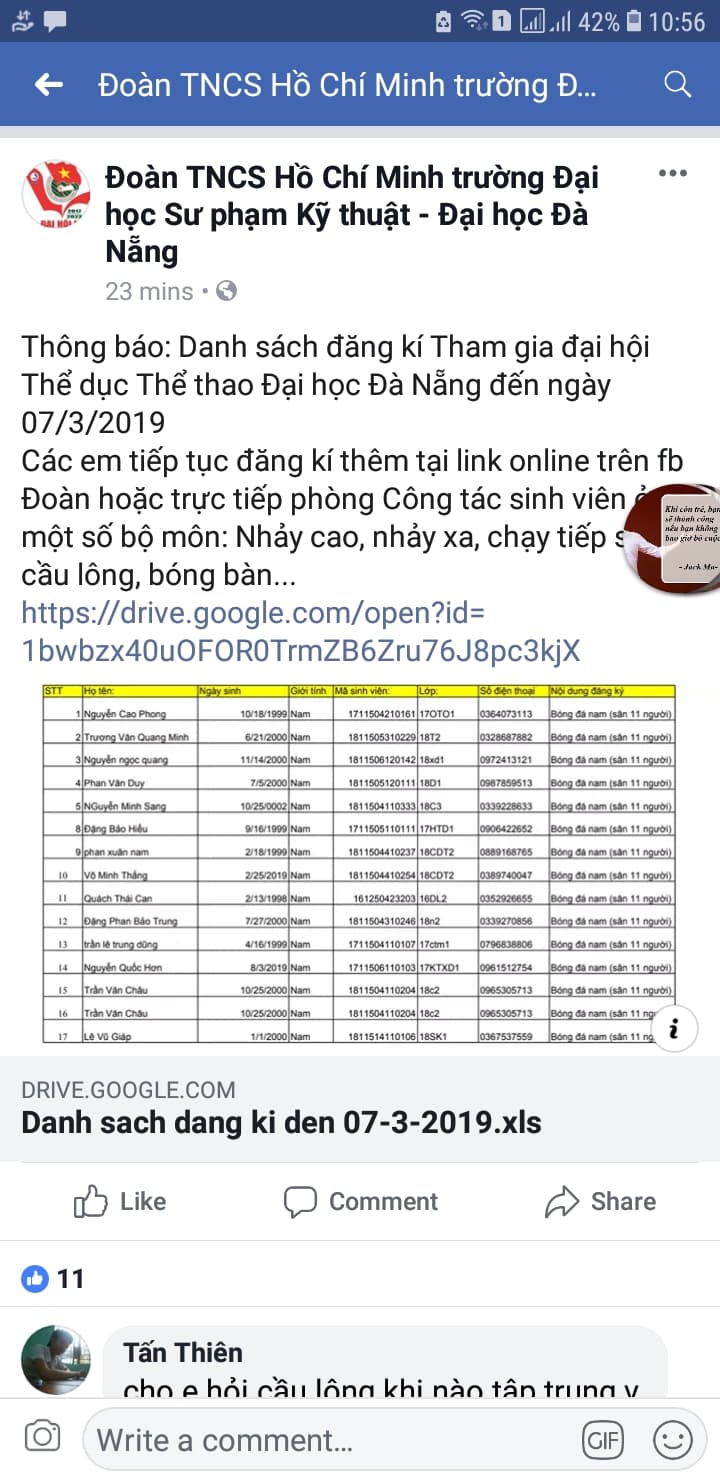 1 42% 10:56
Đoàn TNCS Hồ Chí Minh trường Đ...
Đoàn TNCS Hồ Chí Minh trường Đại
học Sư phạm Kỹ thuật - Đại học Đà
Nẵng
23 mins •
Thông báo: Danh sách đăng kí Tham gia đại hội
Thể dục Thể thao Đại học Đà Nẵng đến ngày
07/3/2019
Các em tiếp tục đăng kí thêm tại link online trên fb
Đoàn hoặc trực tiếp phòng Công tác sinh viên
một số bộ môn: Nhảy cao, nhảy xa, chạy tiếp
cầu lông, bóng bàn...
Khi còn trẻ, bạn
sẽ thành công
nếu bạn không
bao giờ bỏ cuộc
- Jack Ma-
https://drive.google.com/open?id=
1bwbzx40uOFOR0TrmZB6Zru76J8pc3kjX
STT Họ tên: Ngày sinh Giới tính Mã sinh viên: Lớp: Số điện thoại Nội dung đăng ký
1 Nguyễn Cao Phong 10/18/1999 Nam 1711504210161 17OTO1 0364073113 Bóng đá nam (sân 11 người)
2 Trương Văn Quang Minh 6/21/2000 Nam 1811505310229 18T2 0328687882 Bóng đá nam (sân 11 người)
3 Nguyễn ngọc quang 11/14/2000 Nam 1811506120142 18xd1 0972413121 Bóng đá nam (sân 11 người)
4 Phan Văn Duy 7/5/2000 Nam 1811505120111 18D1 0987859513 Bóng đá nam (sân 11 người)
5 NGuyễn Minh Sang 10/25/0002 Nam 1811504110333 18C3 0339228633 Bóng đá nam (sân 11 người)
8 Đặng Bảo Hiếu 9/16/1999 Nam 1711505110111 17HTD1 0906422652 Bóng đá nam (sân 11 người)
9 phan xuân nam 2/18/1999 Nam 1811504410237 18CDT2 0889168765 Bóng đá nam (sân 11 người)
10 Võ Minh Thắng 2/25/2019 Nam 1811504410254 18CDT2 0389740047 Bóng đá nam (sân 11 người)
11 Quách Thái Can 2/13/1998 Nam 161250423203 16DL2 0352926655 Bóng đá nam (sân 11 người)
12 Đặng Phan Bảo Trung 7/27/2000 Nam 1811504310246 18n2 0339270856 Bóng đá nam (sân 11 người)
13 trần lê trung dũng 4/16/1999 Nam 1711504110107 17ctm1 0796838806 Bóng đá nam (sân 11 người)
14 Nguyễn Quốc Hơn 8/3/2019 Nam 1711506110103 17KTXD1 0961512754 Bóng đá nam (sân 11 người)
15 Trần Văn Châu 10/25/2000 Nam 1811504110204 18c2 0965305713 Bóng đá nam (sân 11 người)
16 Trần Văn Châu 10/25/2000 Nam 1811504110204 18c2 0965305713 Bóng đá nam (sân 11
17 Lê Vũ Giáp 1/1/2000 Nam 1811514110106 18SK1 0367537559 Bóng đá nam (sân 11
DRIVE.GOOGLE.COM
Danh sach dang ki den 07-3-2019.xls
Like Comment Share
11
Tấn Thiên
cho e hỏi cầu lông khi nào tập trung v
Write a comment... GIF